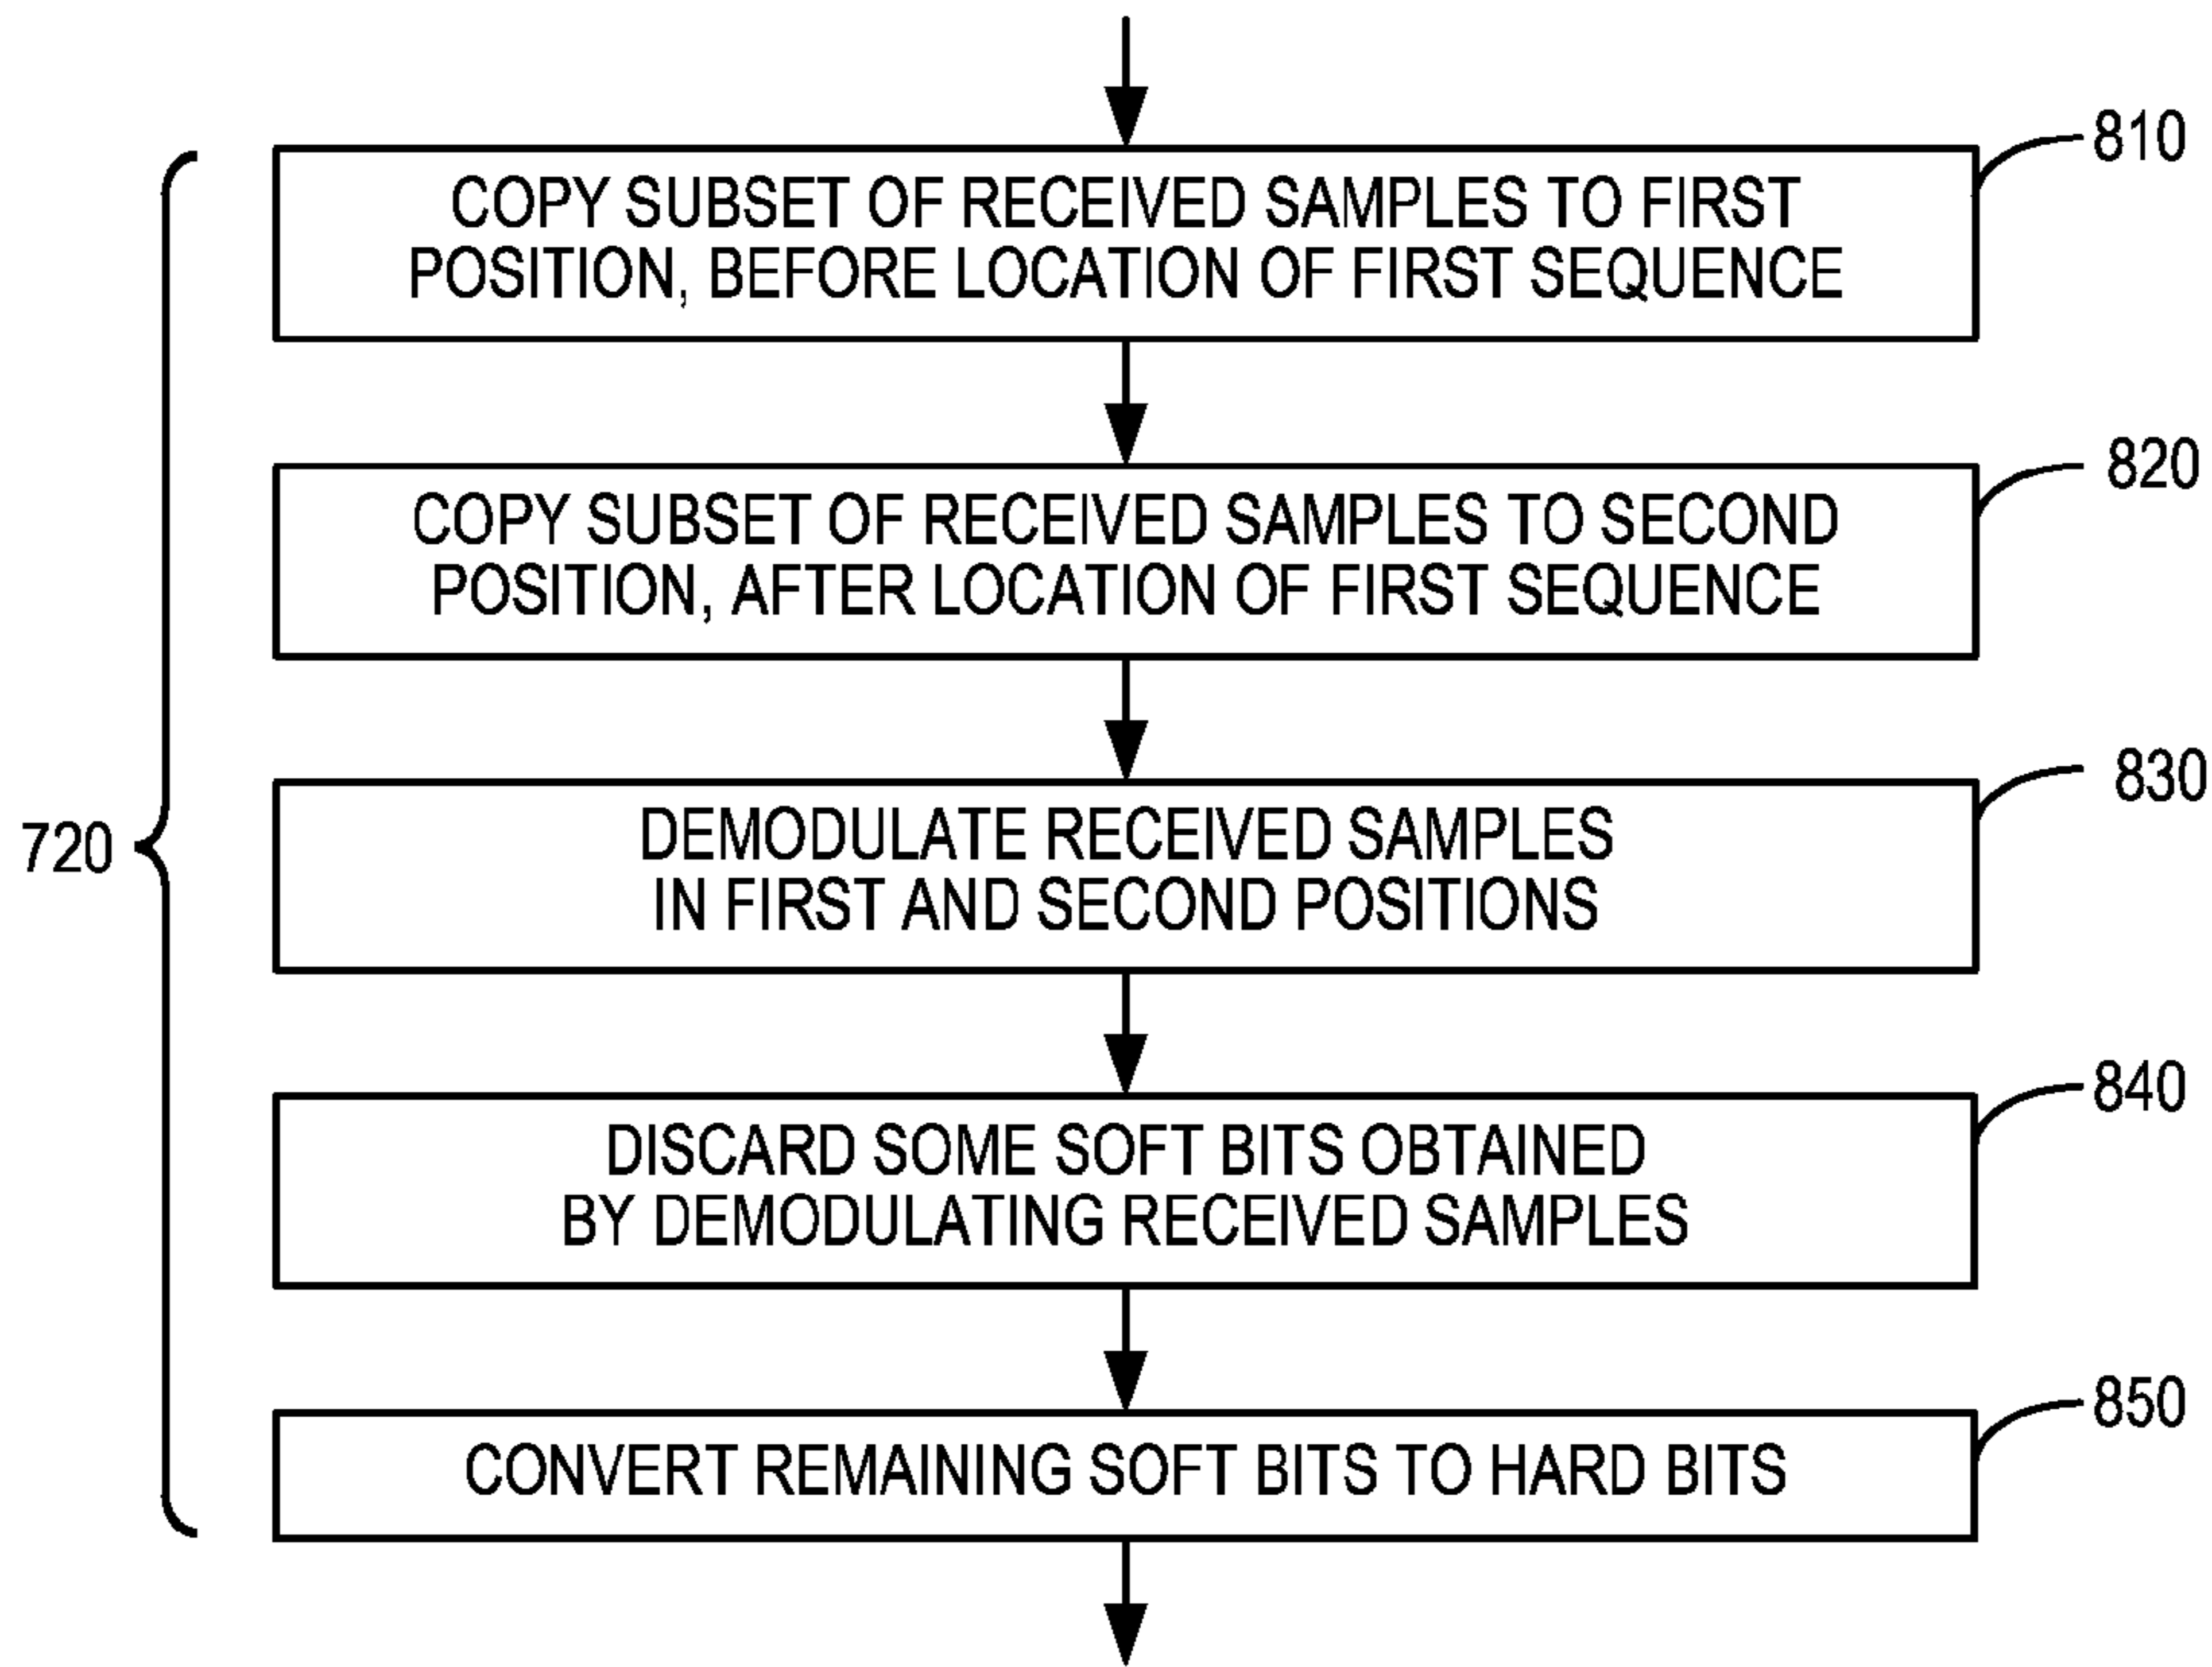 810
COPY SUBSET OF RECEIVED SAMPLES TO FIRST
POSITION, BEFORE LOCATION OF FIRST SEQUENCE
820
COPY SUBSET OF RECEIVED SAMPLES TO SECOND
POSITION, AFTER LOCATION OF FIRST SEQUENCE
830
DEMODULATE RECEIVED SAMPLES
IN FIRST AND SECOND POSITIONS
720
840
DISCARD SOME SOFT BITS OBTAINED
BY DEMODULATING RECEIVED SAMPLES
850
CONVERT REMAINING SOFT BITS TO HARD BITS